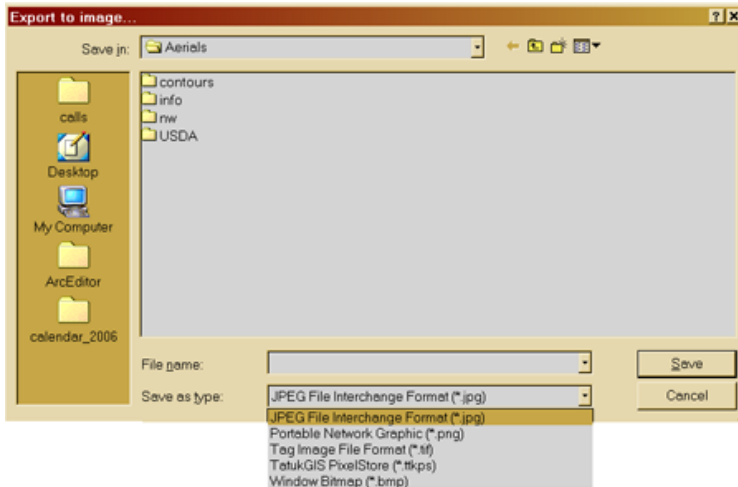 Export to image...
Save in:
Aerials
calls
Desktop
My Computer
ArcEditor
calendar_2006
contours
info
nw
USDA
File name:
Save
Save as type:
JPEG File Interchange Format (*.jpg)
Cancel
JPEG File Interchange Format (*.jpg)
Portable Network Graphic (*.png)
Tag Image File Format (*.tif)
TatukGIS PixelStore (*.ttkps)
Window Bitmap (*.bmp)